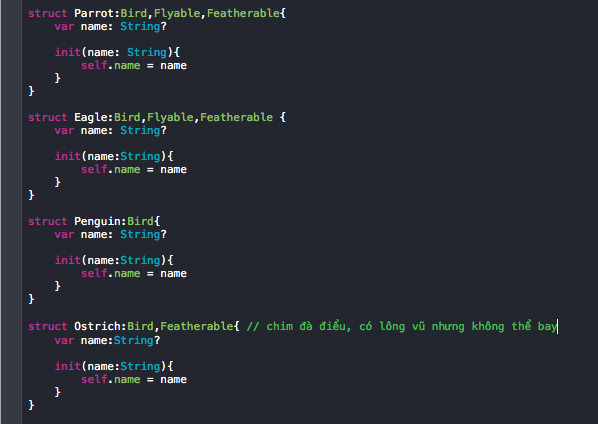 struct Parrot:Bird,Flyable,Featherable{
    var name: String?

    init(name: String){
        self.name = name
    }
}

struct Eagle:Bird,Flyable,Featherable {
    var name: String?

    init(name:String){
        self.name = name
    }
}

struct Penguin:Bird{
    var name: String?

    init(name:String){
        self.name = name
    }
}

struct Ostrich:Bird,Featherable{ // chim đà điểu, có lông vũ nhưng không thể bay
    var name:String?

    init(name:String){
        self.name = name
    }
}